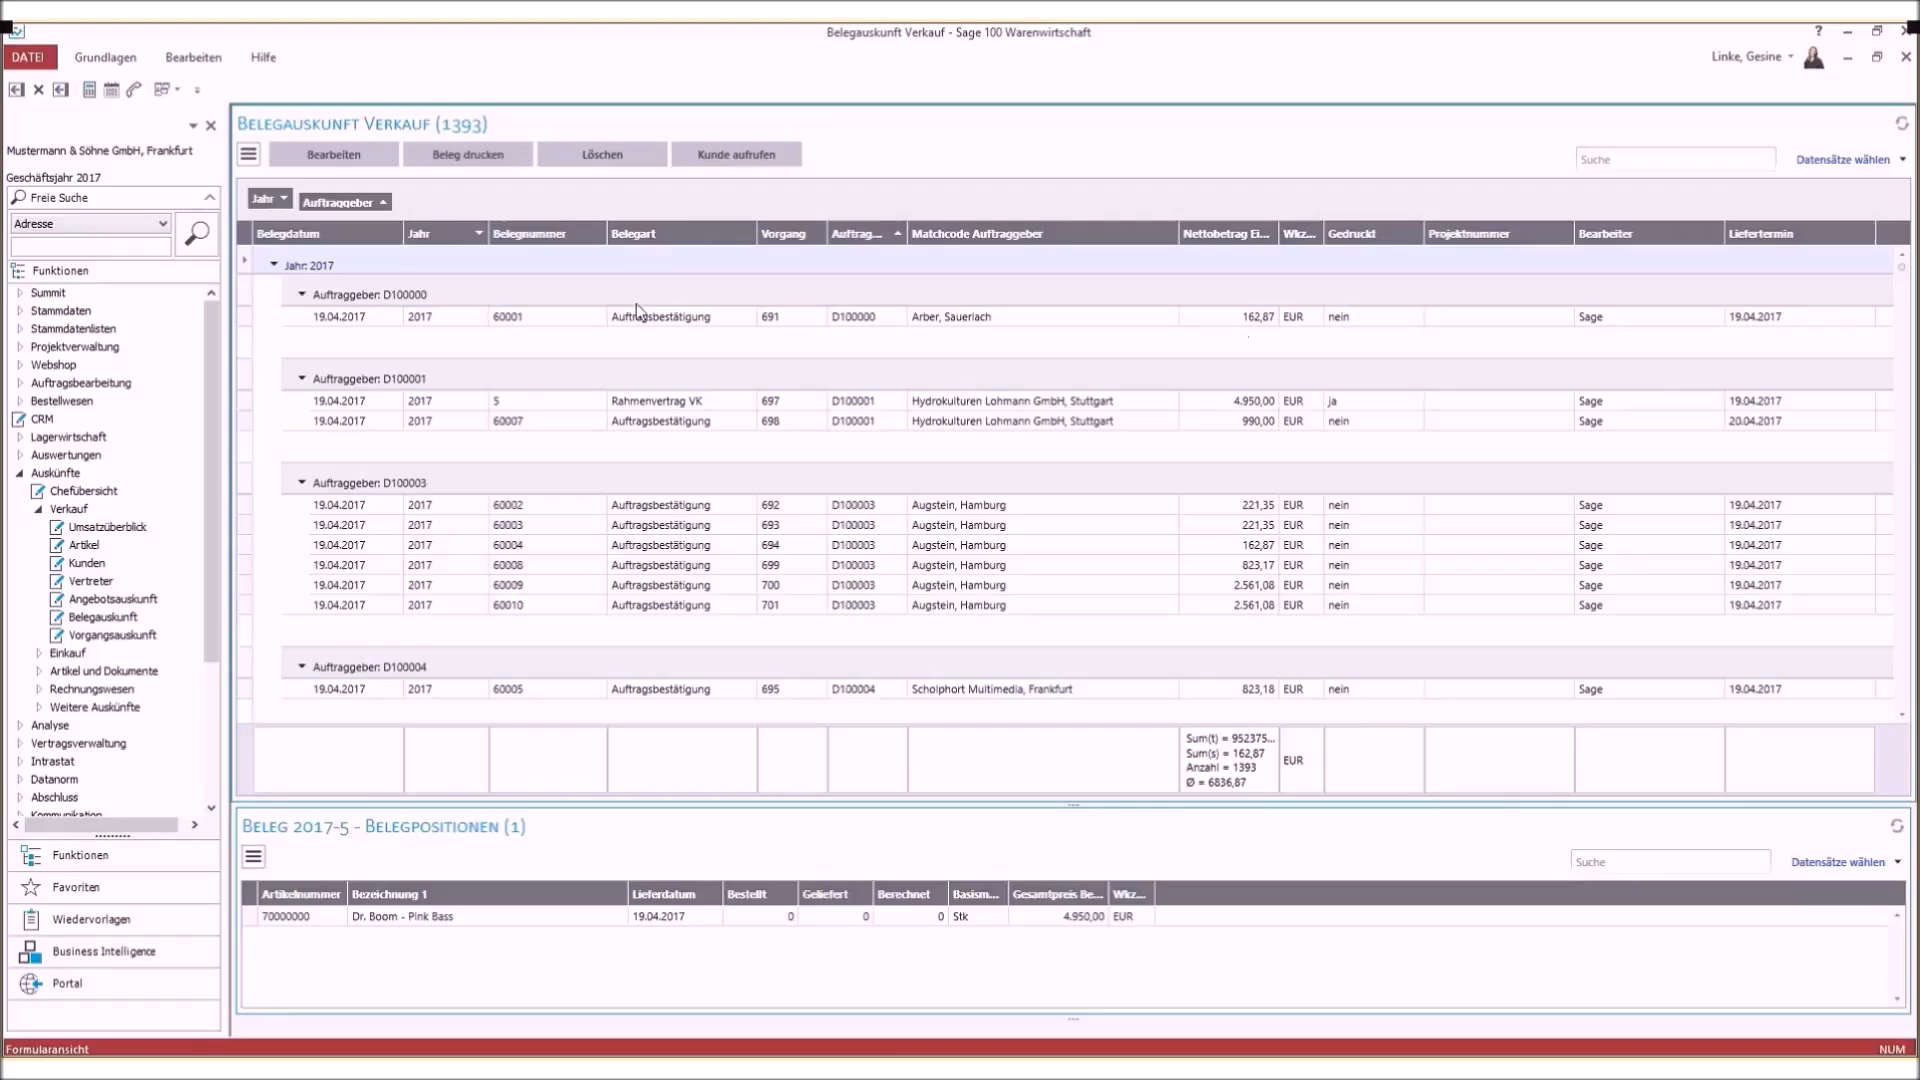 Belegauskunft Verkauf - Sage 100 Warenwirtschaft
?
DATEI Grundlagen Bearbeiten Hilfe
Linke, Gesine
Mustermann & Söhne GmbH, Frankfurt
Geschäftsjahr 2017
Freie Suche
Adresse
Funktionen
Summit
Stammdaten
Stammdatenlisten
Projektverwaltung
Webshop
Auftragsbearbeitung
Bestellwesen
CRM
Lagerwirtschaft
Auswertungen
Auskünfte
Chefübersicht
Verkauf
Umsatzüberblick
Artikel
Kunden
Vertreter
Angebotsauskunft
Belegauskunft
Vorgangsauskunft
Einkauf
Artikel und Dokumente
Rechnungswesen
Weitere Auskünfte
Analyse
Vertragsverwaltung
Intrastat
Datanorm
Abschluss
Kommunikation
Funktionen
Favoriten
Wiedervorlagen
Business Intelligence
Portal
Belegauskunft Verkauf (1393)
Bearbeiten Beleg drucken Löschen Kunde aufrufen
Suche Datensätze wählen
Jahr Auftraggeber
Belegdatum Jahr Belegnummer Belegart Vorgang Auftrag... Matchcode Auftraggeber Nettobetrag Ei... Wkz... Gedruckt Projektnummer Bearbeiter Liefertermin
Jahr: 2017
Auftraggeber: D100000
19.04.2017 2017 60001 Auftragsbestätigung 691 D100000 Arber, Sauerlach 162,87 EUR nein Sage 19.04.2017
Auftraggeber: D100001
19.04.2017 2017 5 Rahmenvertrag VK 697 D100001 Hydrokulturen Lohmann GmbH, Stuttgart 4.950,00 EUR ja Sage 19.04.2017
19.04.2017 2017 60007 Auftragsbestätigung 698 D100001 Hydrokulturen Lohmann GmbH, Stuttgart 990,00 EUR nein Sage 20.04.2017
Auftraggeber: D100003
19.04.2017 2017 60002 Auftragsbestätigung 692 D100003 Augstein, Hamburg 221,35 EUR nein Sage 19.04.2017
19.04.2017 2017 60003 Auftragsbestätigung 693 D100003 Augstein, Hamburg 221,35 EUR nein Sage 19.04.2017
19.04.2017 2017 60004 Auftragsbestätigung 694 D100003 Augstein, Hamburg 162,87 EUR nein Sage 19.04.2017
19.04.2017 2017 60008 Auftragsbestätigung 699 D100003 Augstein, Hamburg 823,17 EUR nein Sage 19.04.2017
19.04.2017 2017 60009 Auftragsbestätigung 700 D100003 Augstein, Hamburg 2.561,08 EUR nein Sage 19.04.2017
19.04.2017 2017 60010 Auftragsbestätigung 701 D100003 Augstein, Hamburg 2.561,08 EUR nein Sage 19.04.2017
Auftraggeber: D100004
19.04.2017 2017 60005 Auftragsbestätigung 695 D100004 Scholphort Multimedia, Frankfurt 823,18 EUR nein Sage 19.04.2017
Sum(t) = 952375...
Sum(s) = 162,87
Anzahl = 1393
Ø = 6836,87
EUR
Beleg 2017-5 - Belegpositionen (1)
Suche Datensätze wählen
Artikelnummer Bezeichnung 1 Lieferdatum Bestellt Geliefert Berechnet Basism... Gesamtpreis Be... Wkz...
70000000 Dr. Boom - Pink Bass 19.04.2017 0 0 0 Stk 4.950,00 EUR
Formularansicht NUM